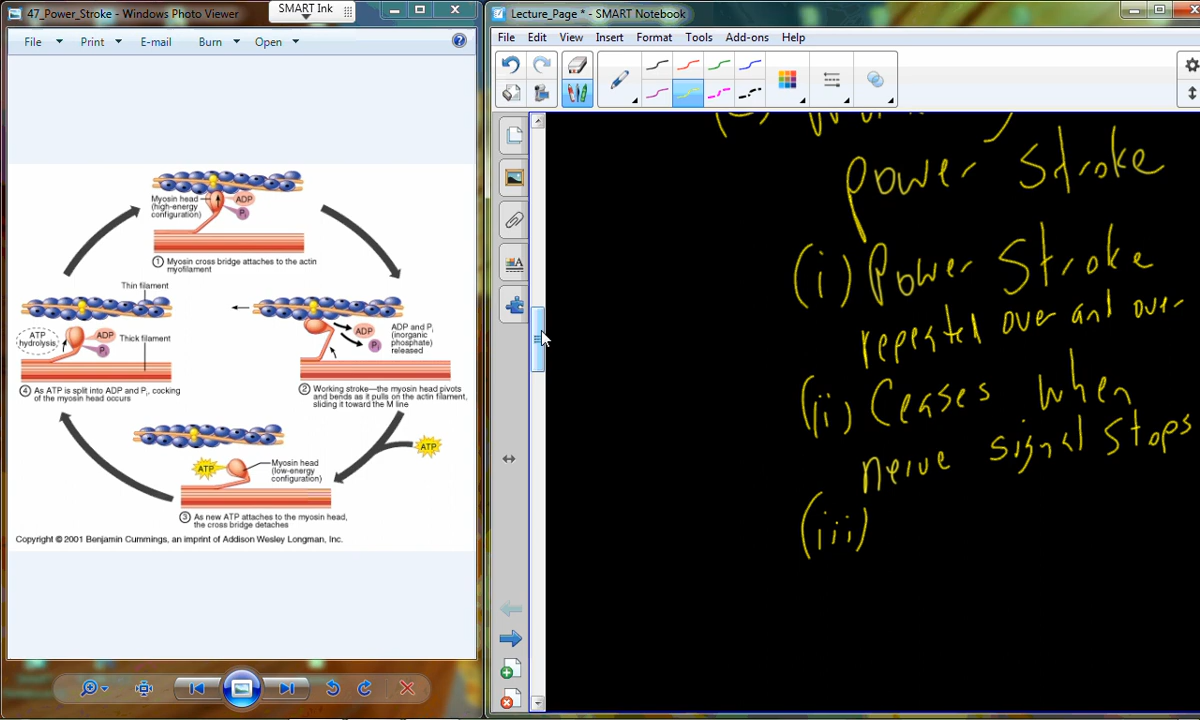 47_Power_Stroke - Windows Photo Viewer
SMART Ink
File Print E-mail Burn Open
Myosin head
(high-energy
configuration)
ADP
Pi
1 Myosin cross bridge attaches to the actin
myofilament
Thin filament
ATP
hydrolysis
ADP
Pi
Thick filament
4 As ATP is split into ADP and Pi, cocking
of the myosin head occurs
ADP
Pi
ADP and Pi
(inorganic
phosphate)
released
2 Working stroke—the myosin head pivots
and bends as it pulls on the actin filament,
sliding it toward the M line
ATP
ATP
Myosin head
(low-energy
configuration)
3 As new ATP attaches to the myosin head,
the cross bridge detaches
Copyright © 2001 Benjamin Cummings, an imprint of Addison Wesley Longman, Inc.
Lecture_Page * - SMART Notebook
File Edit View Insert Format Tools Add-ons Help
Power Stroke
(i) Power Stroke
repeated over and over
(ii) Ceases when
nerve signal stops
(iii)